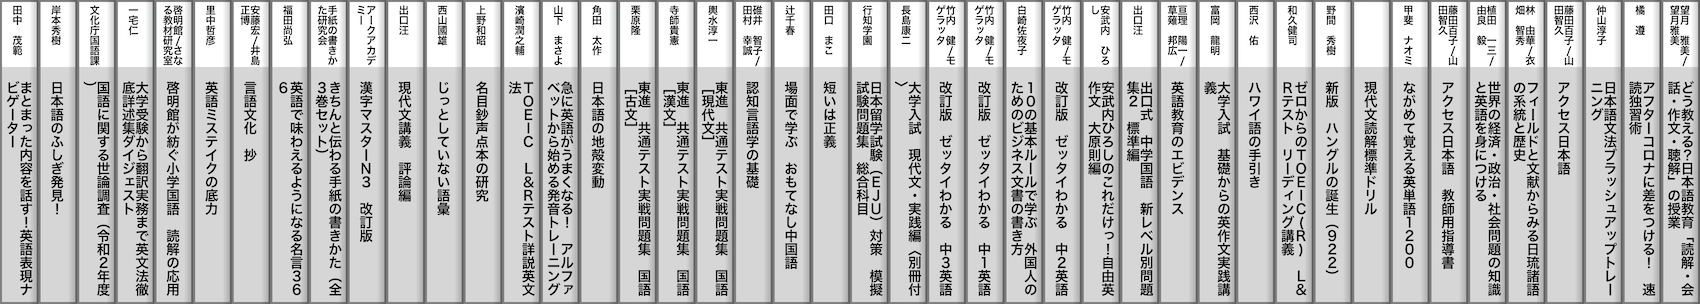 望月 雅美/
望月雅美/
どう教える?日本語教育「読解・会
話・作文・聴解」の授業
橘 遵
アフターコロナに差をつける! 速
読独習術
仲山淳子
日本語文法ブラッシュアップトレー
ニング
藤田百子/山
田智久
アクセス日本語
林 由華/衣
畑 智秀
フィールドと文献からみる日琉諸語
の系統と歴史
植田 一三/
由良 毅
世界の経済・政治・社会問題の知識
と英語を身につける
藤田百子/山
田智久
アクセス日本語 教師用指導書
甲斐 ナオミ
ながめて覚える英単語1200
現代文読解標準ドリル
野間 秀樹
新版 ハングルの誕生(922)
和久健司
ゼロからのTOEIC(R) L&
Rテスト リーディング講義
西沢 佑
ハワイ語の手引き
富岡 龍明
大学入試 基礎からの英作文実践講
義
亘理 陽一/
草薙 邦広
英語教育のエビデンス
出口汪
出口式 中学国語 新レベル別問題
集2 標準編
安武内 ひろ
し
安武内ひろしのこれだけっ!自由英
作文 大原則編
竹内 健/モ
ゲラッタ
改訂版 ゼッタイわかる 中2英語
白崎佐夜子
10の基本ルールで学ぶ 外国人の
ためのビジネス文書の書き方
竹内 健/モ
ゲラッタ
改訂版 ゼッタイわかる 中1英語
竹内 健/モ
ゲラッタ
改訂版 ゼッタイわかる 中3英語
長島康二
大学入試 現代文・実践編〈別冊付
〉
行知学園
日本留学試験(EJU)対策 模擬
試験問題集 総合科目
田口 まこ
短いは正義
辻千春
場面で学ぶ おもてなし中国語
碓井 智子/
田村 幸誠
認知言語学の基礎
輿水淳一
東進 共通テスト実戦問題集 国語
[現代文]
寺師貴憲
東進 共通テスト実戦問題集 国語
[漢文]
栗原隆
東進 共通テスト実戦問題集 国語
[古文]
角田 太作
日本語の地殻変動
山下 まさよ
急に英語がうまくなる! アルファ
ベットから始める発音トレーニング
濱崎潤之輔
TOEIC L&Rテスト詳説英文
法
上野和昭
名目鈔声点本の研究
西山國雄
じっとしていない語彙
出口汪
現代文講義 評論編
アークアカデ
ミー
漢字マスターN3 改訂版
手紙の書きか
た研究会
きちんと伝わる手紙の書きかた(全
3巻セット)
福田尚弘
英語で味わえるようになる名言36
6
安藤宏/井島
正博
言語文化 抄
里中哲彦
英語ミステイクの底力
啓明館/さな
る教材研究室
啓明館が紡ぐ小学国語 読解の応用
一宅仁
大学受験から翻訳実務まで英文法徹
底詳述集ダイジェスト
文化庁国語課
国語に関する世論調査(令和2年度
)
岸本秀樹
日本語のふしぎ発見!
田中 茂範
まとまった内容を話す!英語表現ナ
ビゲーター